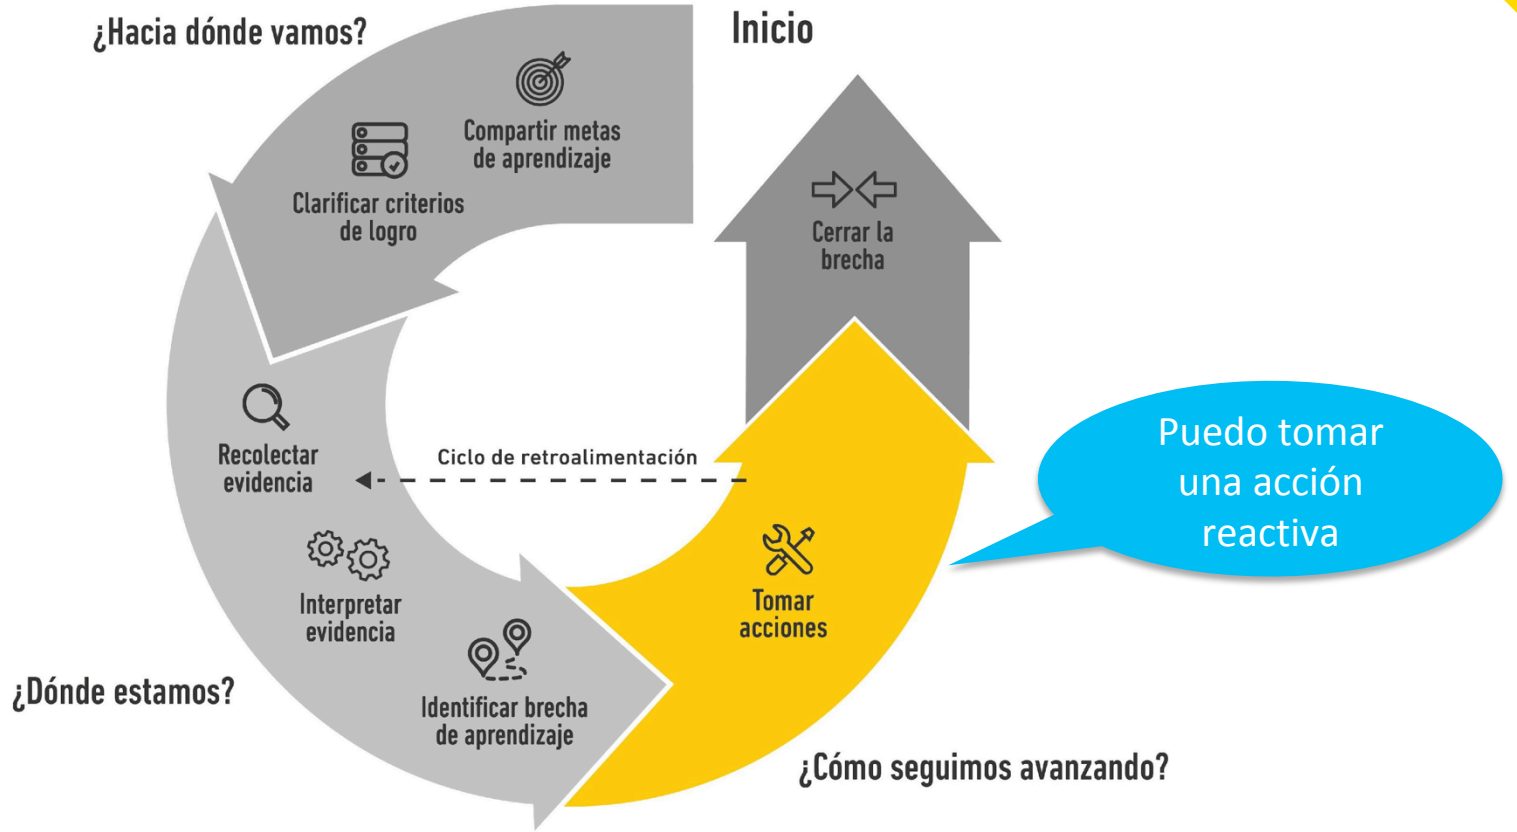 ¿Hacia dónde vamos?
Inicio
Compartir metas
de aprendizaje
Clarificar criterios
de logro
Recolectar
evidencia
Interpretar
evidencia
Identificar brecha
de aprendizaje
¿Dónde estamos?
Ciclo de retroalimentación
Tomar
acciones
¿Cómo seguimos avanzando?
Cerrar la
brecha
Puedo tomar
una acción
reactiva